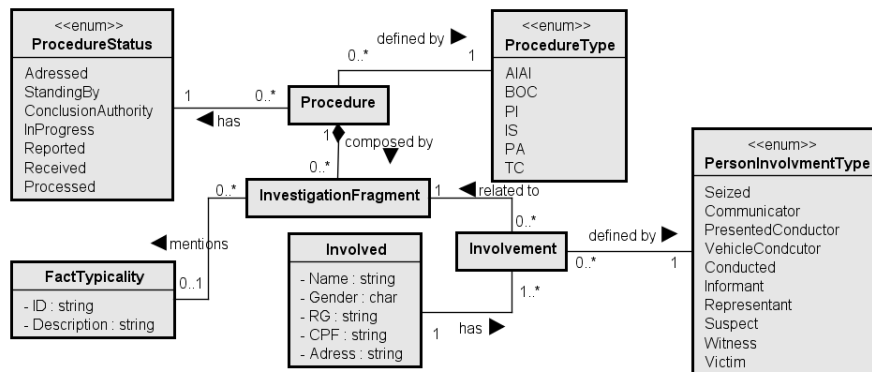 <<enum>>
ProcedureStatus
Adressed
StandingBy
ConclusionAuthority
InProgress
Reported
Received
Processed
1
0..*
has
Procedure
0..*
defined by
1
<<enum>>
ProcedureType
AIAI
BOC
PI
IS
PA
TC
1
composed by
0..*
InvestigationFragment
0..*
mentions
0..1
FactTypicality
- ID : string
- Description : string
1
related to
0..*
Involvement
Involved
- Name : string
- Gender : char
- RG : string
- CPF : string
- Adress : string
1
has
1..*
defined by
0..*
1
<<enum>>
PersonInvolvmentType
Seized
Communicator
PresentedConductor
VehicleCondcutor
Conducted
Informant
Representant
Suspect
Witness
Victim